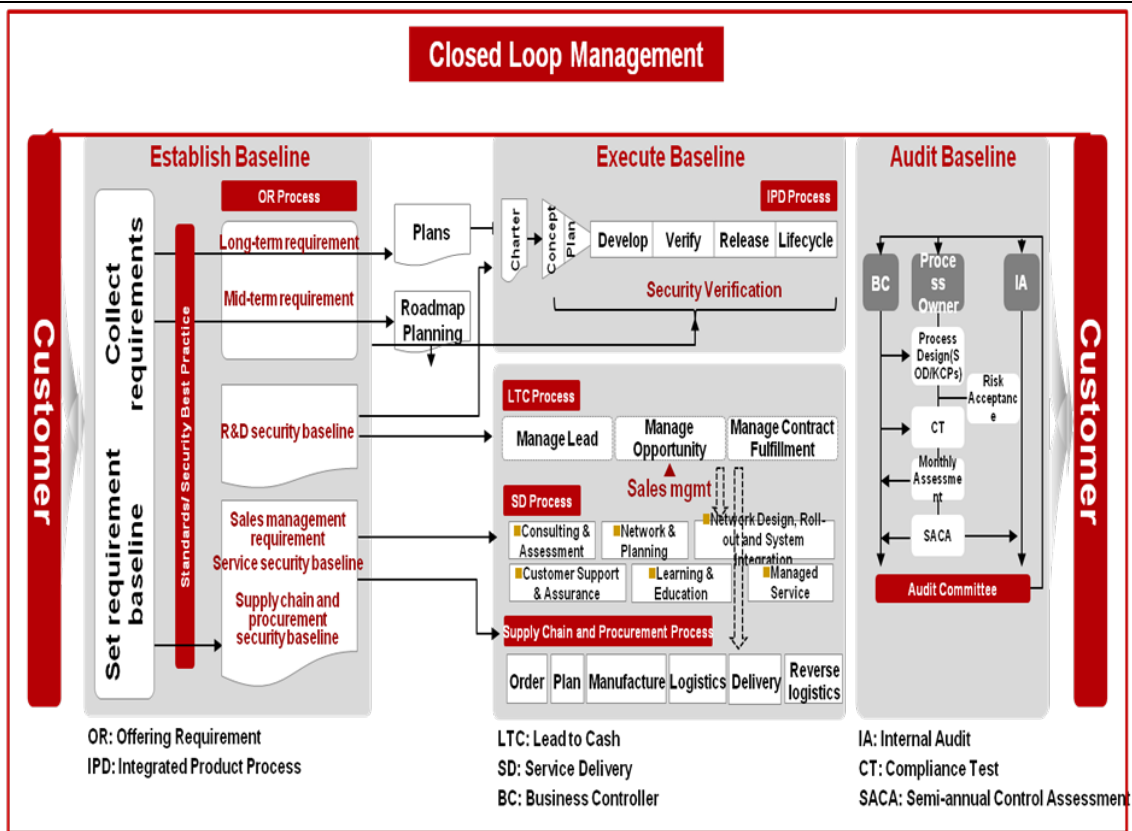 Closed Loop Management
Customer
Establish Baseline
Collect
requirements
Set requirement
baseline
Standards/ Security Best Practice
OR Process
Long-term requirement
Mid-term requirement
R&D security baseline
Sales management
requirement
Service security baseline
Supply chain and
procurement
security baseline
Plans
Roadmap
Planning
Execute Baseline
IPD Process
Charter
Concept
Plan
Develop
Verify
Release
Lifecycle
Security Verification
LTC Process
Manage Lead
Manage
Opportunity
Manage Contract
Fulfillment
Sales mgmt
SD Process
Consulting &
Assessment
Network &
Planning
Network Design, Roll-
out and System
Integration
Customer Support
& Assurance
Learning &
Education
Managed
Service
Supply Chain and Procurement Process
Order
Plan
Manufacture
Logistics
Delivery
Reverse
logistics
Audit Baseline
BC
Proce
ss
Owner
IA
Process
Design(S
OD/KCPs)
Risk
Acceptanc
e
CT
Monthly
Assessme
nt
SACA
Audit Committee
Customer
OR: Offering Requirement
IPD: Integrated Product Process
LTC: Lead to Cash
SD: Service Delivery
BC: Business Controller
IA: Internal Audit
CT: Compliance Test
SACA: Semi-annual Control Assessment